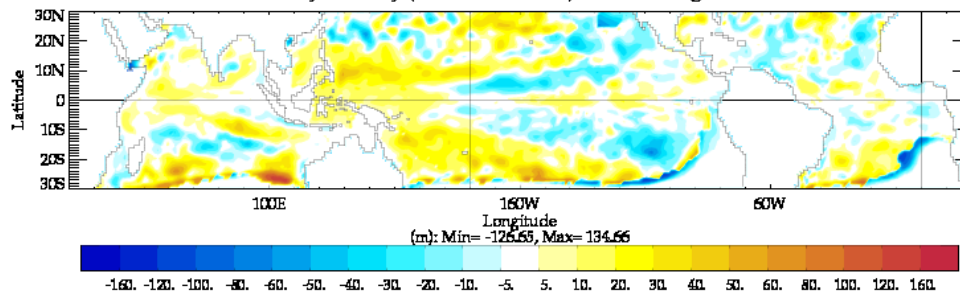 30N
20N
10N
0
10S
20S
30S
Latitude
100E 160W 60W
Longitude
(m): Min= -126.65, Max= 134.66
-160. -120. -100. -80. -60. -50. -40. -30. -20. -10. -5. 5. 10. 20. 30. 40. 50. 60. 80. 100. 120. 160.